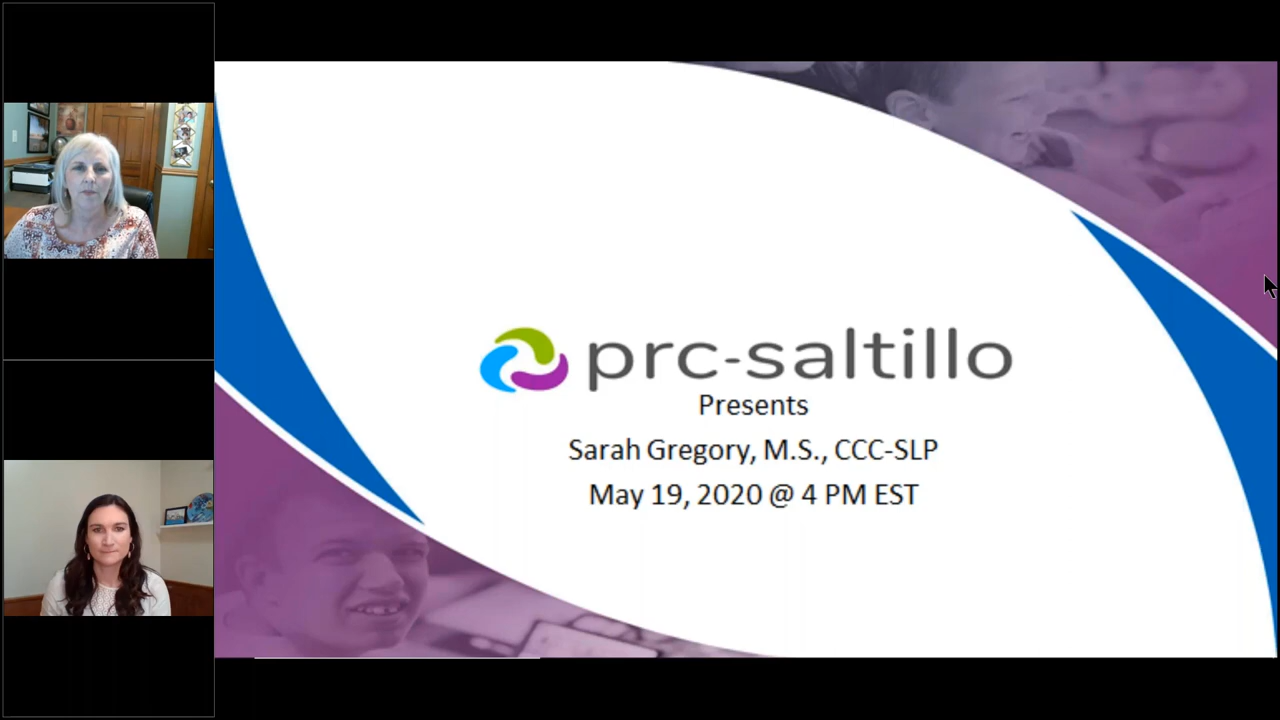 prc-saltillo
Presents
Sarah Gregory, M.S., CCC-SLP
May 19, 2020 @ 4 PM EST